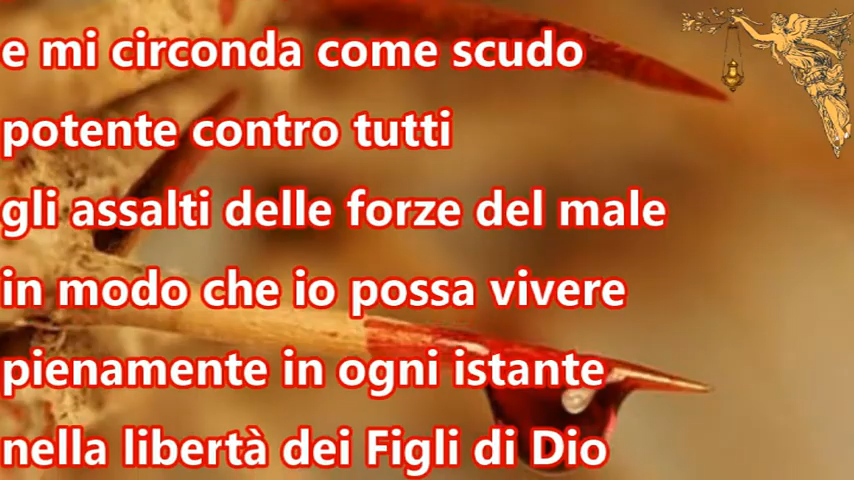 e mi circonda come scudo
potente contro tutti
gli assalti delle forze del male
in modo che io possa vivere
pienamente in ogni istante
nella libertà dei Figli di Dio